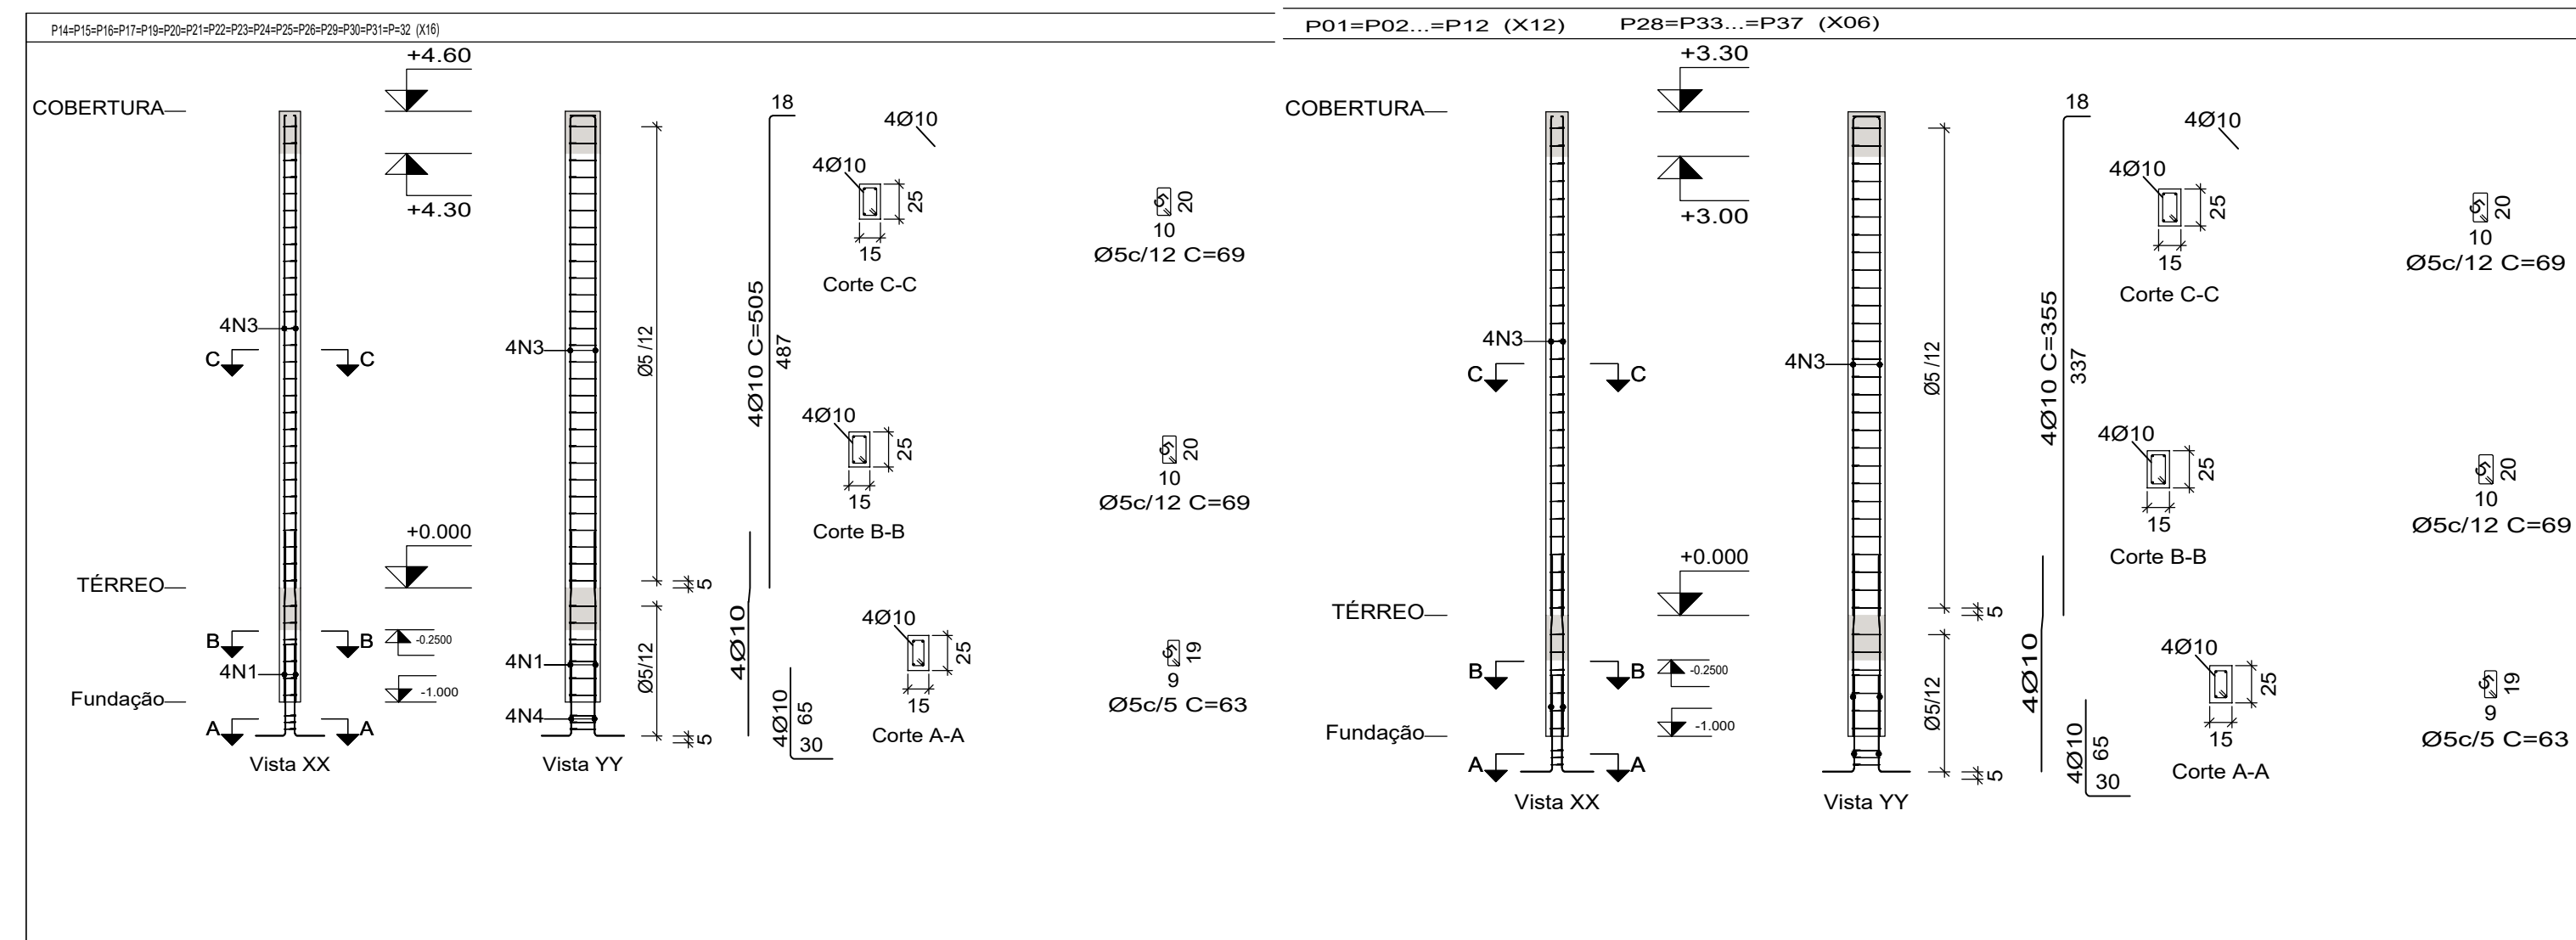 P14=P15=P16=P17=P19=P20=P21=P22=P23=P24=P25=P26=P29=P30=P31=P=32 (X16)
+4.60
COBERTURA
+4.30
4N3
C C
+0.000
TÉRREO
B B
-0.2500
4N1
Fundação
-1.000
A A
Vista XX
4N3
4N1
4N4
Vista YY
Ø5 /12
5
Ø5/12
5
18
4Ø10 C=505
487
4Ø10
4Ø10
65
30
4Ø10
4Ø10
25
15
Corte C-C
5
20
10
Ø5c/12 C=69
4Ø10
25
15
Corte B-B
5
20
10
Ø5c/12 C=69
4Ø10
25
15
Corte A-A
5
19
9
Ø5c/5 C=63
P01=P02...=P12 (X12) P28=P33...=P37 (X06)
+3.30
COBERTURA
+3.00
4N3
C C
+0.000
TÉRREO
B B
-0.2500
Fundação
-1.000
A A
Vista XX
4N3
Vista YY
Ø5 /12
5
Ø5/12
5
18
4Ø10 C=355
337
4Ø10
4Ø10
65
30
4Ø10
4Ø10
25
15
Corte C-C
5
20
10
Ø5c/12 C=69
4Ø10
25
15
Corte B-B
5
20
10
Ø5c/12 C=69
4Ø10
25
15
Corte A-A
5
19
9
Ø5c/5 C=63